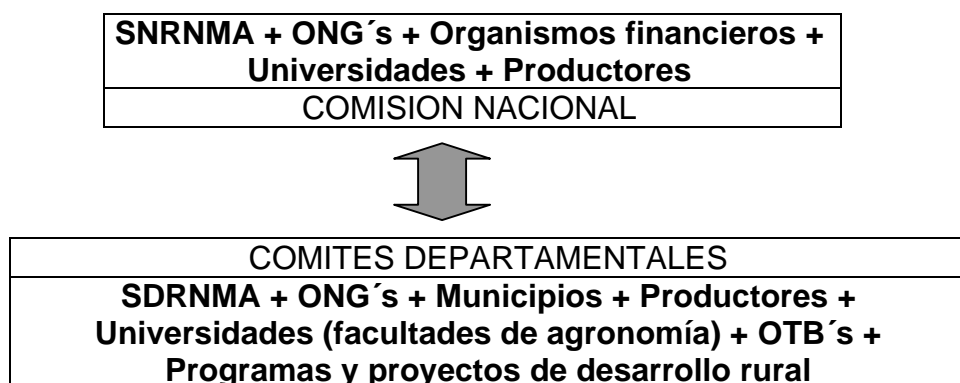 SNRNMA + ONG´s + Organismos financieros +
Universidades + Productores
COMISION NACIONAL
COMITES DEPARTAMENTALES
SDRNMA + ONG´s + Municipios + Productores +
Universidades (facultades de agronomía) + OTB´s +
Programas y proyectos de desarrollo rural